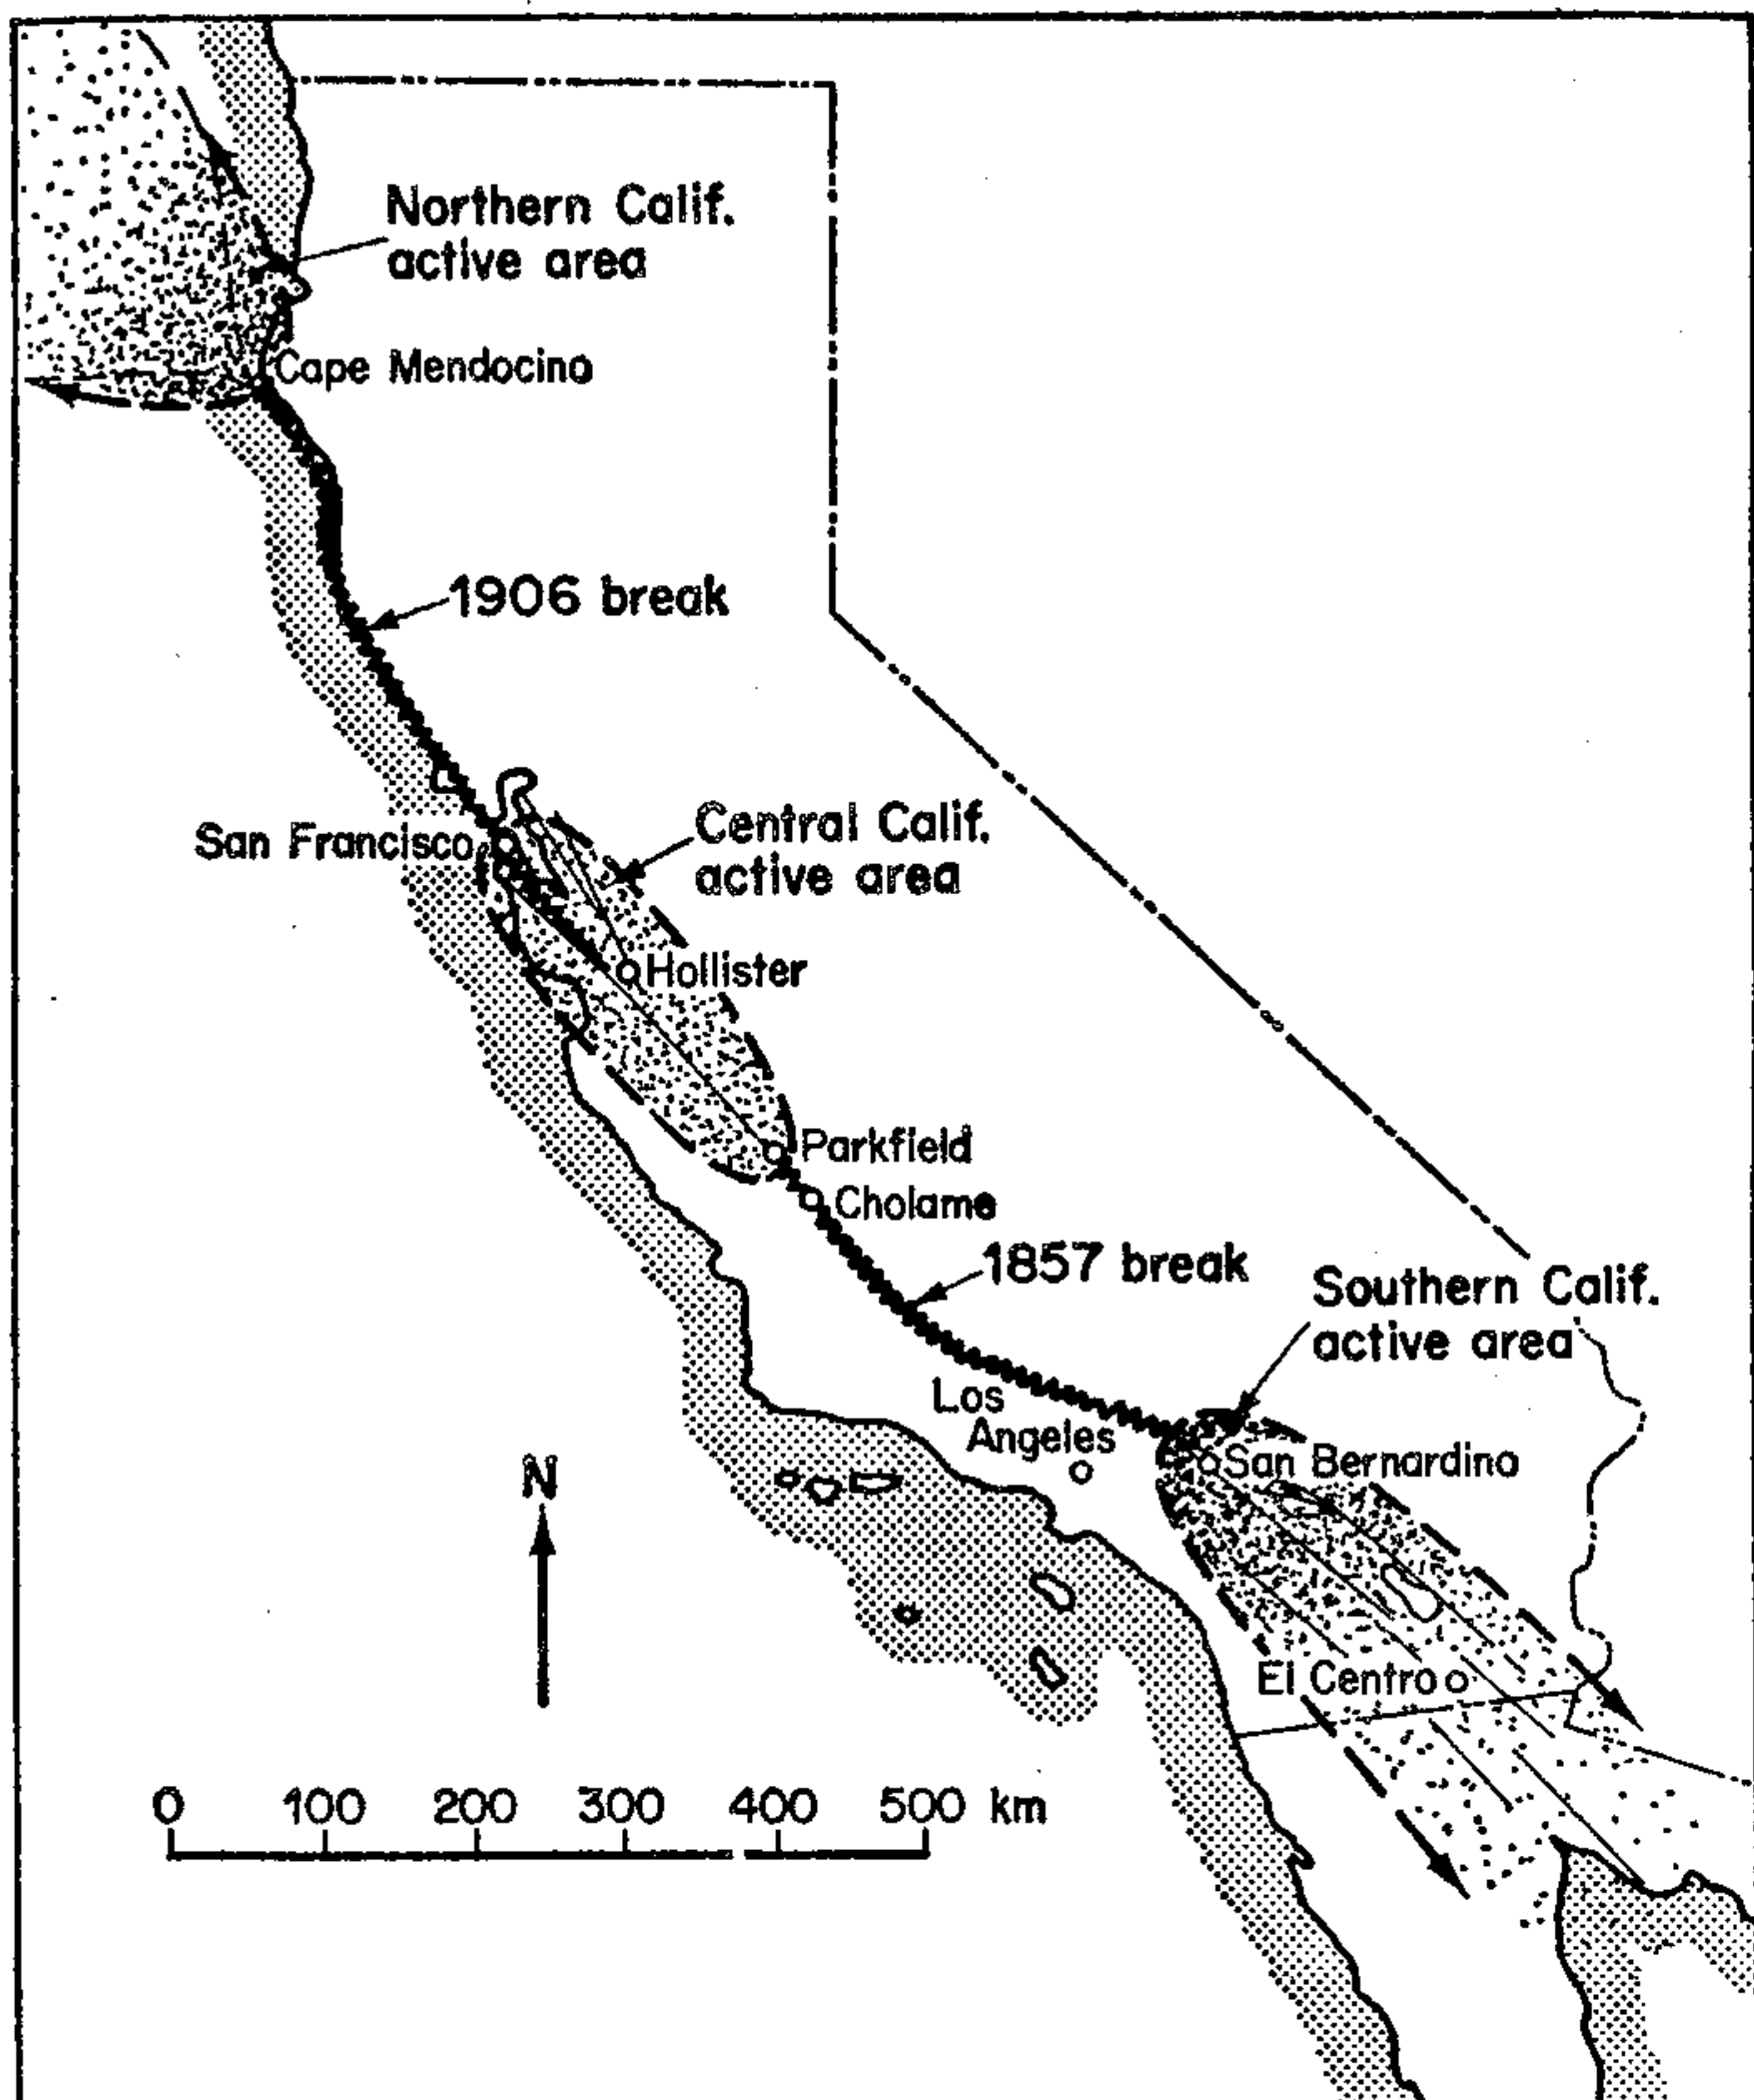 Northern Calif.
active area
Cape Mendocino
1906 break
San Francisco
Central Calif.
active area
Hollister
Parkfield
Cholame
1857 break
Southern Calif.
active area
Los
Angeles
San Bernardino
N
El Centro
0 100 200 300 400 500 km